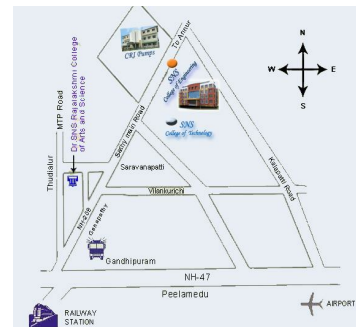 CRI Pumps
To Annur
N
W
E
S
SNS
College of Engineering
SNS
College of Technology
Dr.SNS.Rajalakshmi College
of Arts and Science
MTP Road
Thudialur
Sathy main Road
Saravanapatti
Vilankurichi
Kalapatti Road
NH-209
Ganapathy
Gandhipuram
NH-47
Peelamedu
RAILWAY
STATION
AIRPORT